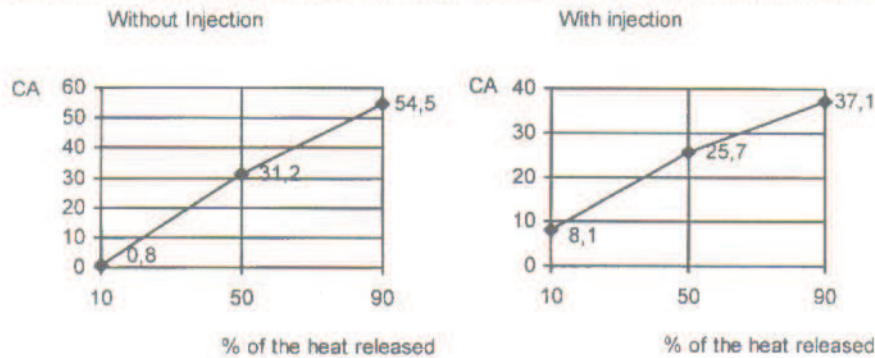 Without Injection
CA
60
50
40
30
20
10
0
54,5
31,2
0,8
10 50 90
% of the heat released
With injection
CA
40
30
20
10
0
37,1
25,7
8,1
10 50 90
% of the heat released